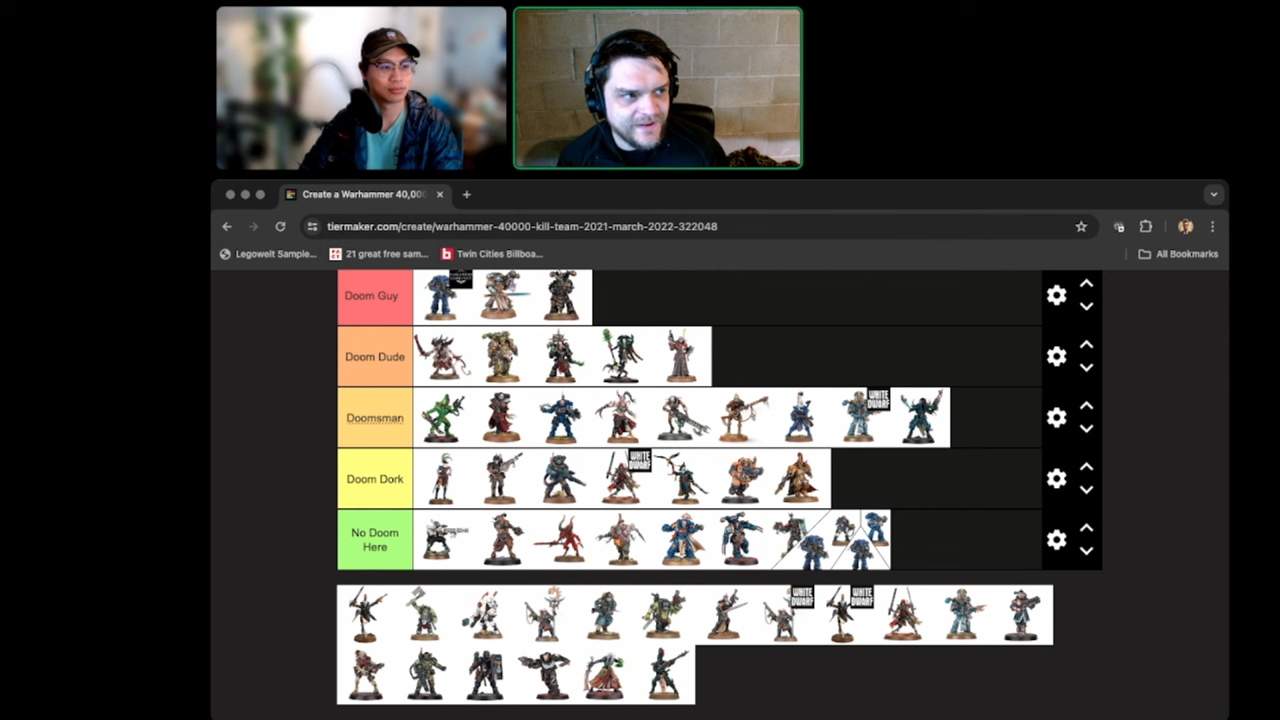 Create a Warhammer 40,00
tiermaker.com/create/warhammer-40000-kill-team-2021-march-2022-322048
Legowelt Sample...
21 great free sam...
Twin Cities Billboa...
All Bookmarks
Doom Guy
Doom Dude
Doomsman
WHITE DWARF
Doom Dork
WHITE DWARF
No Doom Here
WHITE DWARF
WHITE DWARF